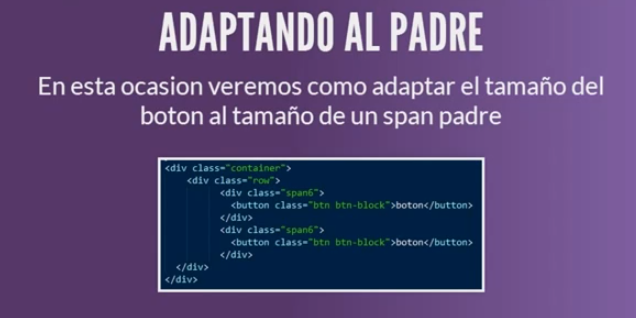 ADAPTANDO AL PADRE
En esta ocasion veremos como adaptar el tamaño del
boton al tamaño de un span padre
<div class="container">
<div class="row">
<div class="span6">
<button class="btn btn-block">boton</button>
</div>
<div class="span6">
<button class="btn btn-block">boton</button>
</div>
</div>
</div>